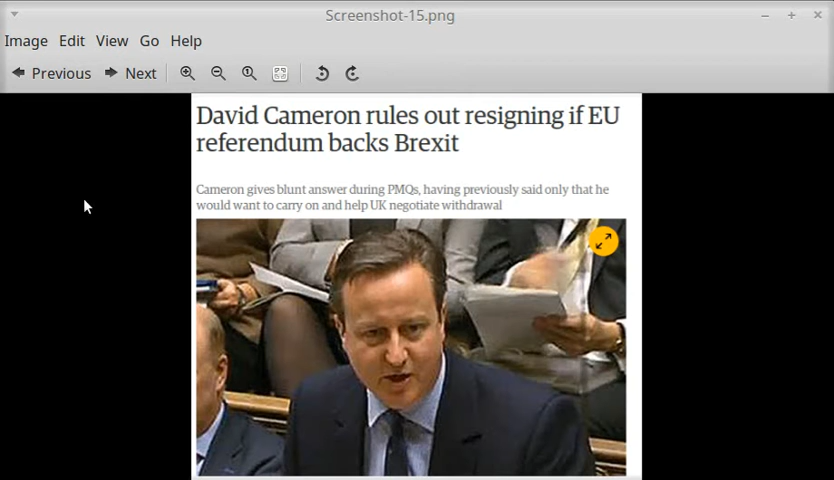 Screenshot-15.png
Image Edit View Go Help
Previous Next
David Cameron rules out resigning if EU
referendum backs Brexit
Cameron gives blunt answer during PMQs, having previously said only that he
would want to carry on and help UK negotiate withdrawal